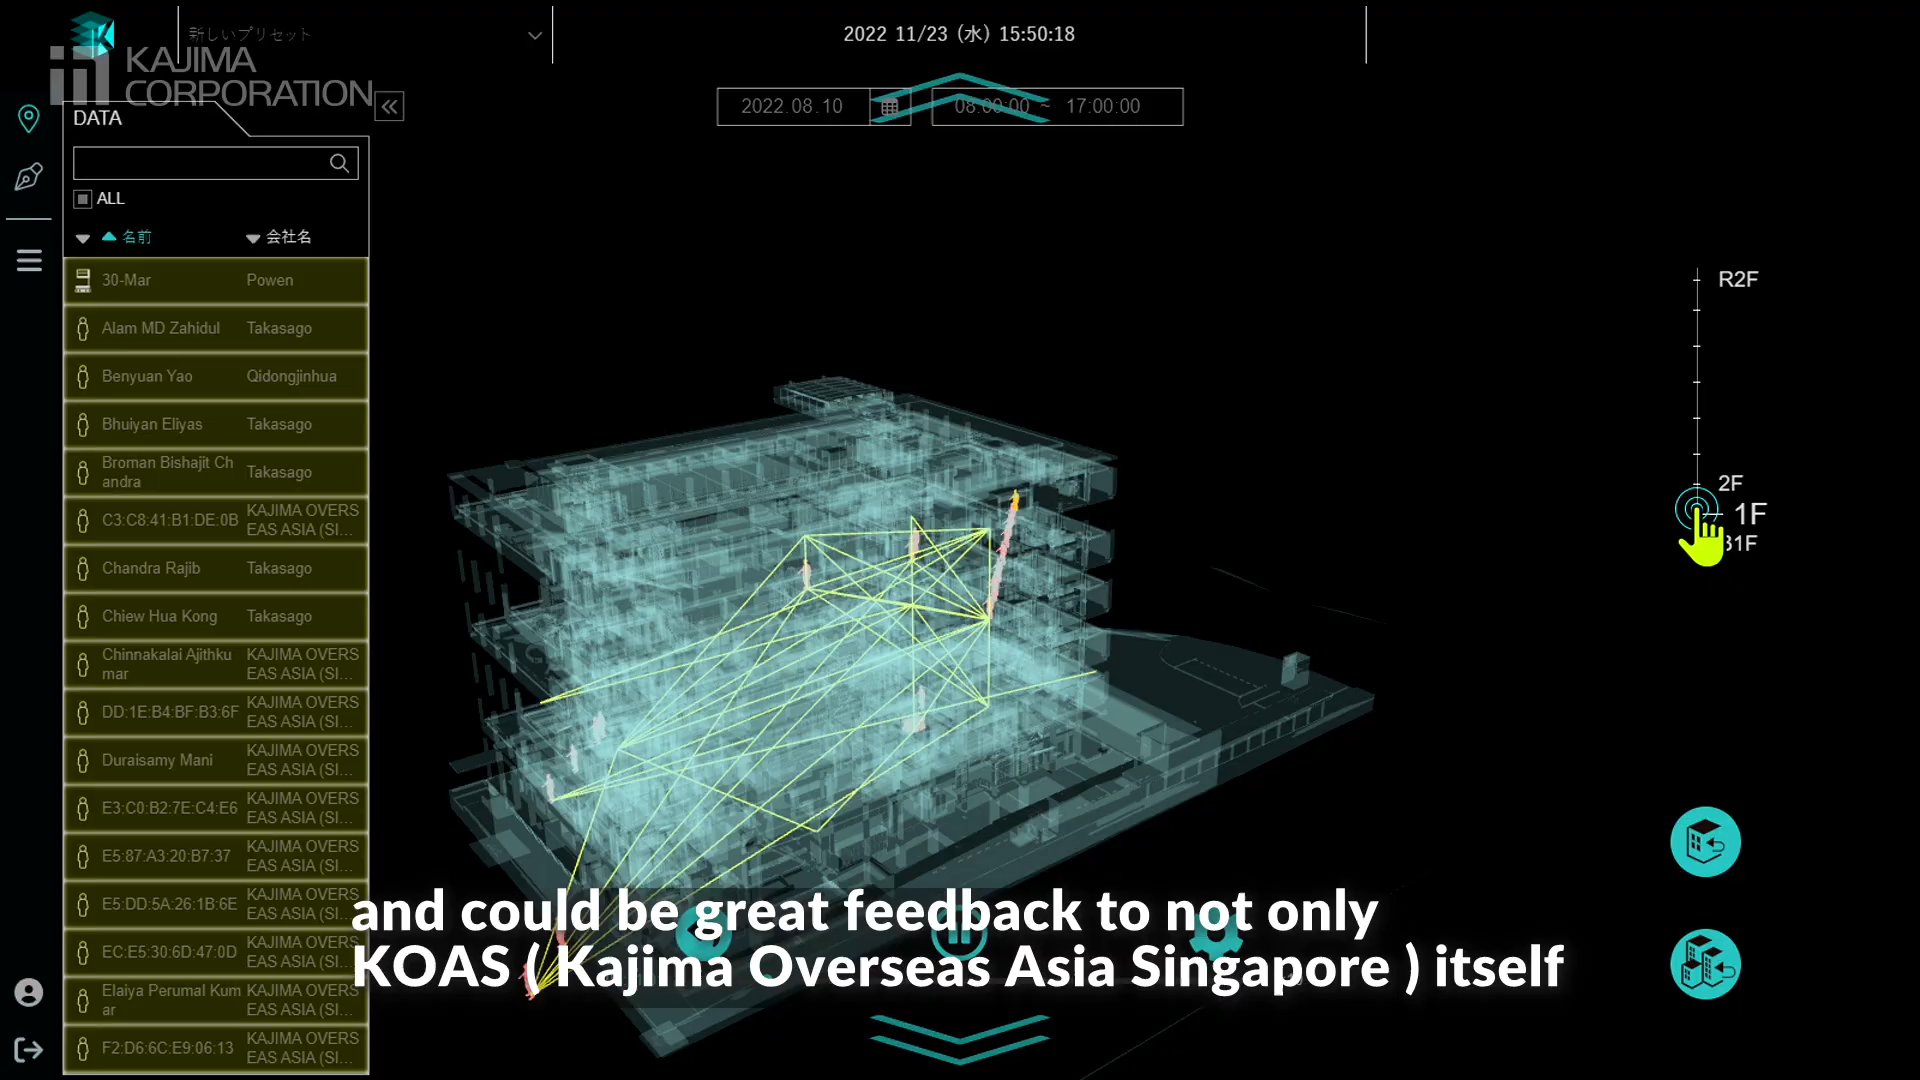 新しいプリセット
2022 11/23 (水) 15:50:18
KAJIMA
CORPORATION
2022.08.10
08:00:00 ~ 17:00:00
DATA
ALL
名前 会社名
30-Mar Powen
Alam MD Zahidul Takasago
Benyuan Yao Qidongjinhua
Bhuiyan Eliyas Takasago
Broman Bishajit Ch
andra
Takasago
C3:C8:41:B1:DE:0B
KAJIMA OVERS
EAS ASIA (SI...
Chandra Rajib Takasago
Chiew Hua Kong Takasago
Chinnakalai Ajithku
mar
KAJIMA OVERS
EAS ASIA (SI...
DD:1E:B4:BF:B3:6F
KAJIMA OVERS
EAS ASIA (SI...
Duraisamy Mani
KAJIMA OVERS
EAS ASIA (SI...
E3:C0:B2:7E:C4:E6
KAJIMA OVERS
EAS ASIA (SI...
E5:87:A3:20:B7:37
KAJIMA OVERS
EAS ASIA (SI...
E5:DD:5A:26:1B:6E
KAJIMA OVERS
EAS ASIA (SI...
EC:E5:30:6D:47:0D
KAJIMA OVERS
EAS ASIA (SI...
Elaiya Perumal Kum
ar
KAJIMA OVERS
EAS ASIA (SI...
F2:D6:6C:E9:06:13
KAJIMA OVERS
EAS ASIA (SI...
R2F
2F
1F
B1F
and could be great feedback to not only
KOAS ( Kajima Overseas Asia Singapore ) itself